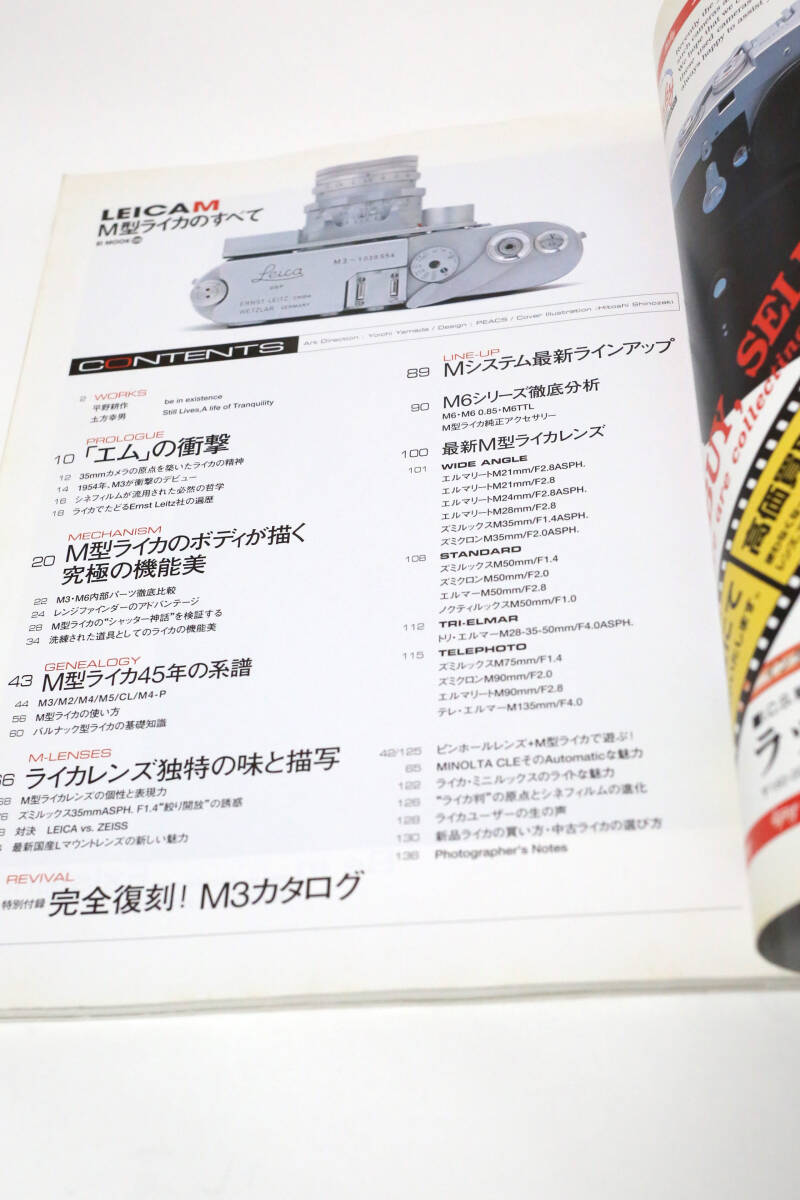 LEICA M
M型ライカのすべて
EI MOOK
Leica
DRP
M3-1039554
ERNST LEITZ GMBH
WETZLAR GERMANY
Art Direction : Yoichi Yamada / Design : PEACS / Cover Illustration :Hitoshi Shinozaki
CONTENTS
2 WORKS
平野耕作 be in existence
土方幸男 Still Lives,A life of Tranquility
PROLOGUE
10 「エム」の衝撃
12 35mmカメラの原点を築いたライカの精神
14 1954年、M3が衝撃のデビュー
16 シネフィルムが流用された必然の哲学
18 ライカでたどるErnst Leitz社の遍歴
MECHANISM
20 M型ライカのボディが描く
究極の機能美
22 M3・M6内部パーツ徹底比較
24 レンジファインダーのアドバンテージ
28 M型ライカの“シャッター神話”を検証する
34 洗練された道具としてのライカの機能美
GENEALOGY
43 M型ライカ45年の系譜
44 M3/M2/M4/M5/CL/M4-P
56 M型ライカの使い方
60 バルナック型ライカの基礎知識
M-LENSES
66 ライカレンズ独特の味と描写
68 M型ライカレンズの個性と表現力
ズミルックス35mmASPH. F1.4“絞り開放”の誘惑
対決 LEICA vs. ZEISS
最新国産Lマウントレンズの新しい魅力
REVIVAL
特別付録 完全復刻! M3カタログ
LINE-UP
89 Mシステム最新ラインアップ
90 M6シリーズ徹底分析
M6・M6 0.85・M6TTL
M型ライカ純正アクセサリー
100 最新M型ライカレンズ
101 WIDE ANGLE
エルマリートM21mm/F2.8ASPH.
エルマリートM21mm/F2.8
エルマリートM24mm/F2.8ASPH.
エルマリートM28mm/F2.8
ズミルックスM35mm/F1.4ASPH.
ズミクロンM35mm/F2.0ASPH.
108 STANDARD
ズミルックスM50mm/F1.4
ズミクロンM50mm/F2.0
エルマーM50mm/F2.8
ノクティルックスM50mm/F1.0
112 TRI-ELMAR
トリ・エルマーM28-35-50mm/F4.0ASPH.
115 TELEPHOTO
ズミルックスM75mm/F1.4
ズミクロンM90mm/F2.0
エルマリートM90mm/F2.8
テレ・エルマーM135mm/F4.0
42/125 ピンホールレンズ+M型ライカで遊ぶ!
65 MINOLTA CLEそのAutomaticな魅力
122 ライカ・ミニルックスのライトな魅力
126 “ライカ判”の原点とシネフィルムの進化
128 ライカユーザーの生の声
130 新品ライカの買い方・中古ライカの選び方
136 Photographer's Notes
BUY, SEL
are collecting
高価買